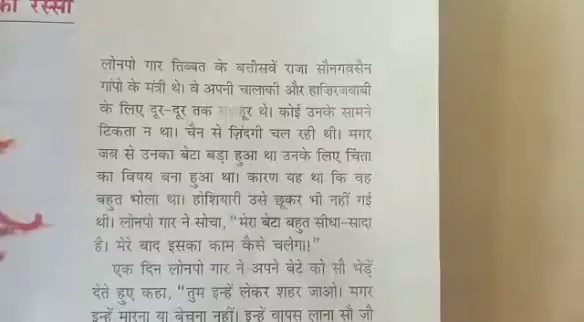 की रस्सी
लोनपो गार तिब्बत के बत्तीसवें राजा सौनगवसैन
गांपो के मंत्री थे। वे अपनी चालाकी और हाज़िरजवाबी
के लिए दूर-दूर तक मशहूर थे। कोई उनके सामने
टिकता न था। चैन से ज़िंदगी चल रही थी। मगर
जब से उनका बेटा बड़ा हुआ था उनके लिए चिंता
का विषय बना हुआ था। कारण यह था कि वह
बहुत भोला था। होशियारी उसे छूकर भी नहीं गई
थी। लोनपो गार ने सोचा, "मेरा बेटा बहुत सीधा-सादा
है। मेरे बाद इसका काम कैसे चलेगा!"
एक दिन लोनपो गार ने अपने बेटे को सौ भेड़ें
देते हुए कहा, "तुम इन्हें लेकर शहर जाओ। मगर
इन्हें मारना या बेचना नहीं। इन्हें वापस लाना सौ जौ